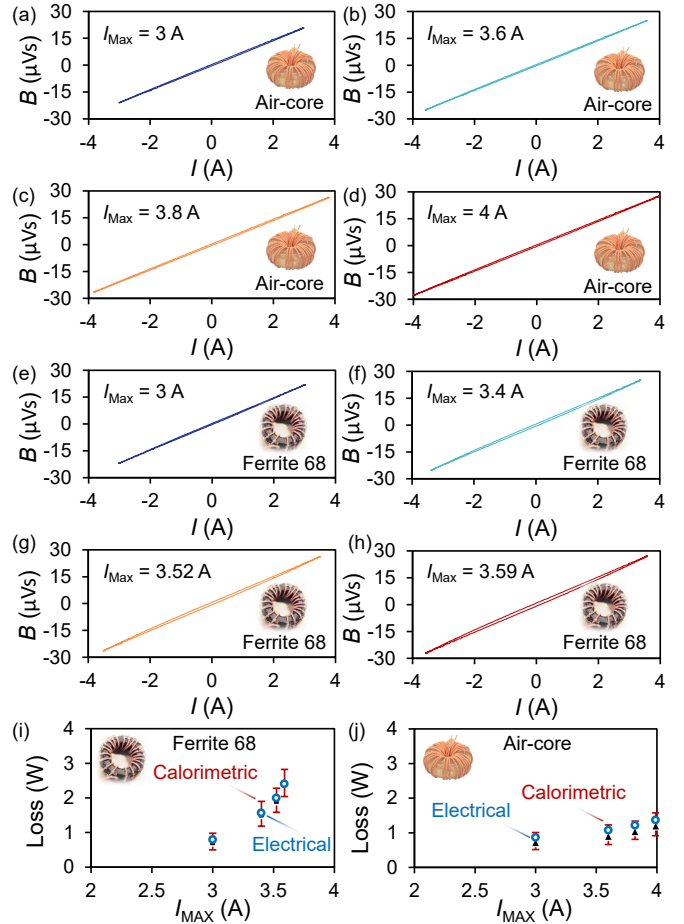 (a)
I_Max = 3 A
B (µVs)
30
15
0
-15
-30
-4
-2
0
2
4
I (A)
Air-core
(b)
I_Max = 3.6 A
B (µVs)
30
15
0
-15
-30
-4
-2
0
2
4
I (A)
Air-core
(c)
I_Max = 3.8 A
B (µVs)
30
15
0
-15
-30
-4
-2
0
2
4
I (A)
Air-core
(d)
I_Max = 4 A
B (µVs)
30
15
0
-15
-30
-4
-2
0
2
4
I (A)
Air-core
(e)
I_Max = 3 A
B (µVs)
30
15
0
-15
-30
-4
-2
0
2
4
I (A)
Ferrite 68
(f)
I_Max = 3.4 A
B (µVs)
30
15
0
-15
-30
-4
-2
0
2
4
I (A)
Ferrite 68
(g)
I_Max = 3.52 A
B (µVs)
30
15
0
-15
-30
-4
-2
0
2
4
I (A)
Ferrite 68
(h)
I_Max = 3.59 A
B (µVs)
30
15
0
-15
-30
-4
-2
0
2
4
I (A)
Ferrite 68
(i)
Ferrite 68
Calorimetric
Electrical
Loss (W)
4
3
2
1
0
2
2.5
3
3.5
4
I_MAX (A)
(j)
Air-core
Electrical
Calorimetric
Loss (W)
4
3
2
1
0
2
2.5
3
3.5
4
I_MAX (A)